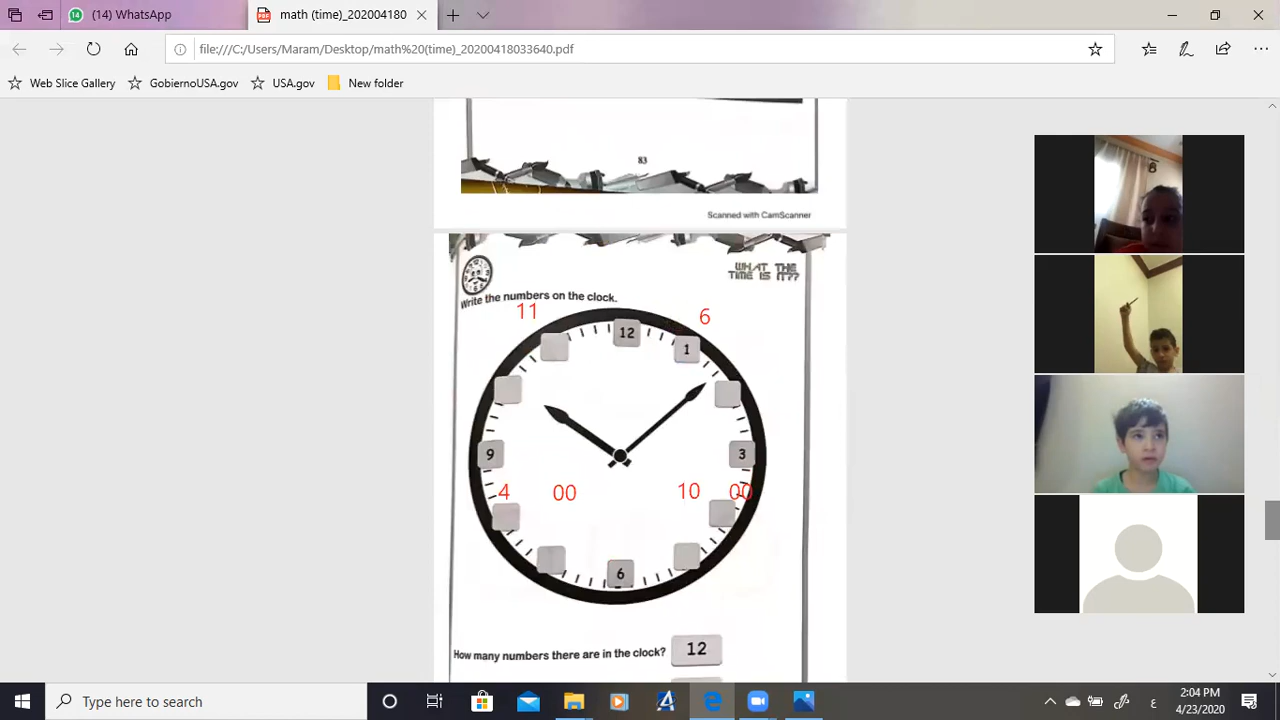 (14) WhatsApp
math (time)_202004180
file:///C:/Users/Maram/Desktop/math%20(time)_20200418033640.pdf
Web Slice Gallery GobiernoUSA.gov USA.gov New folder
83
Scanned with CamScanner
WHAT THE
TIME IS IT??
Write the numbers on the clock.
11 6
12
1
9 3
4 00 10 00
6
How many numbers there are in the clock? 12
Type here to search
ع
2:04 PM
4/23/2020